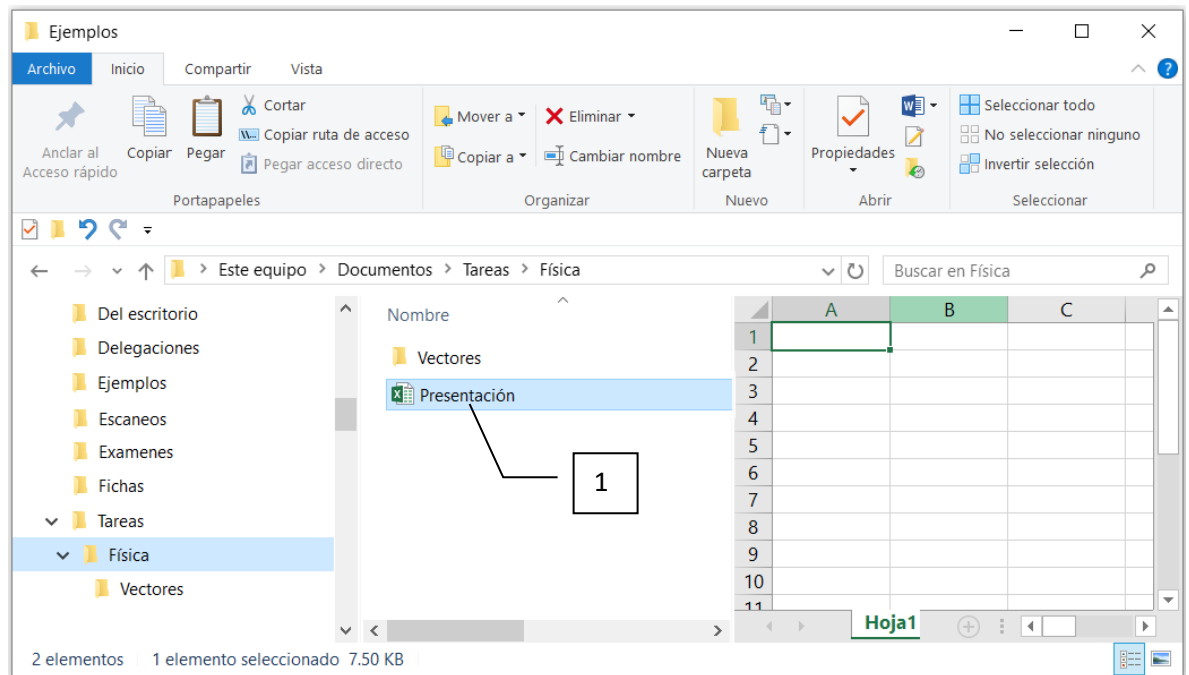 Ejemplos
Archivo Inicio Compartir Vista
Anclar al Acceso rápido
Copiar
Pegar
Cortar
Copiar ruta de acceso
Pegar acceso directo
Portapapeles
Mover a
Copiar a
Eliminar
Cambiar nombre
Organizar
Nueva carpeta
Nuevo
Propiedades
Abrir
Seleccionar todo
No seleccionar ninguno
Invertir selección
Seleccionar
> Este equipo > Documentos > Tareas > Física
Buscar en Física
Del escritorio
Delegaciones
Ejemplos
Escaneos
Examenes
Fichas
Tareas
Física
Vectores
Nombre
Vectores
Presentación
1
A B C
1
2
3
4
5
6
7
8
9
10
11
Hoja1
2 elementos 1 elemento seleccionado 7.50 KB